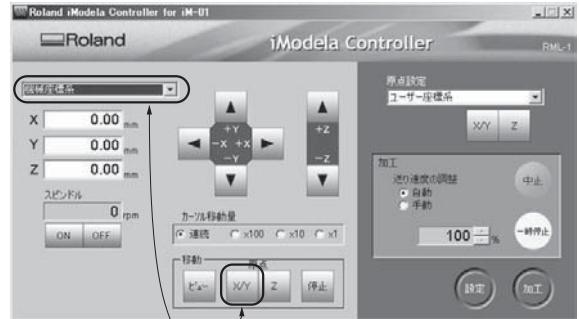 Roland iModela Controller for iM-01
Roland
iModela Controller
RML-1
機械座標系
X 0.00 mm
Y 0.00 mm
Z 0.00 mm
スピンドル
0 rpm
ON OFF
+Y
-X +X
-Y
+Z
-Z
カーソル移動量
連続 x100 x10 x1
移動
原点
ビュー X/Y Z 停止
原点設定
ユーザー座標系
X/Y Z
加工
送り速度の調整
自動
手動
100 %
中止
一時停止
設定 加工